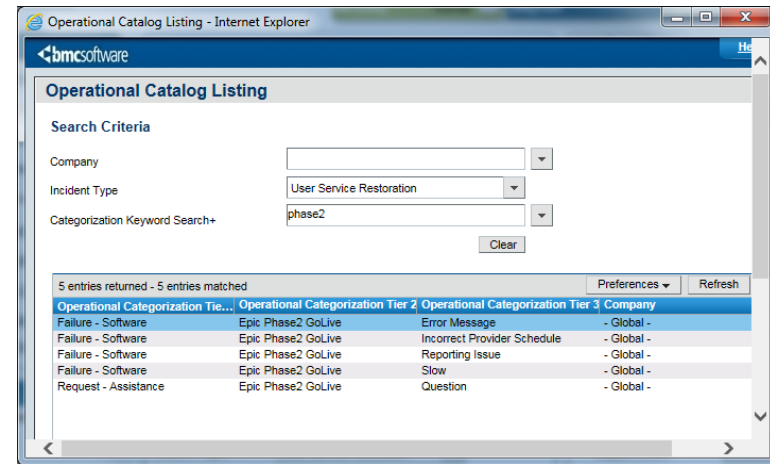 Operational Catalog Listing - Internet Explorer
bmcsoftware
He
Operational Catalog Listing
Search Criteria
Company
Incident Type User Service Restoration
Categorization Keyword Search+ phase2
Clear
5 entries returned - 5 entries matched Preferences Refresh
Operational Categorization Tie... Operational Categorization Tier 2 Operational Categorization Tier 3 Company
Failure - Software Epic Phase2 GoLive Error Message - Global -
Failure - Software Epic Phase2 GoLive Incorrect Provider Schedule - Global -
Failure - Software Epic Phase2 GoLive Reporting Issue - Global -
Failure - Software Epic Phase2 GoLive Slow - Global -
Request - Assistance Epic Phase2 GoLive Question - Global -